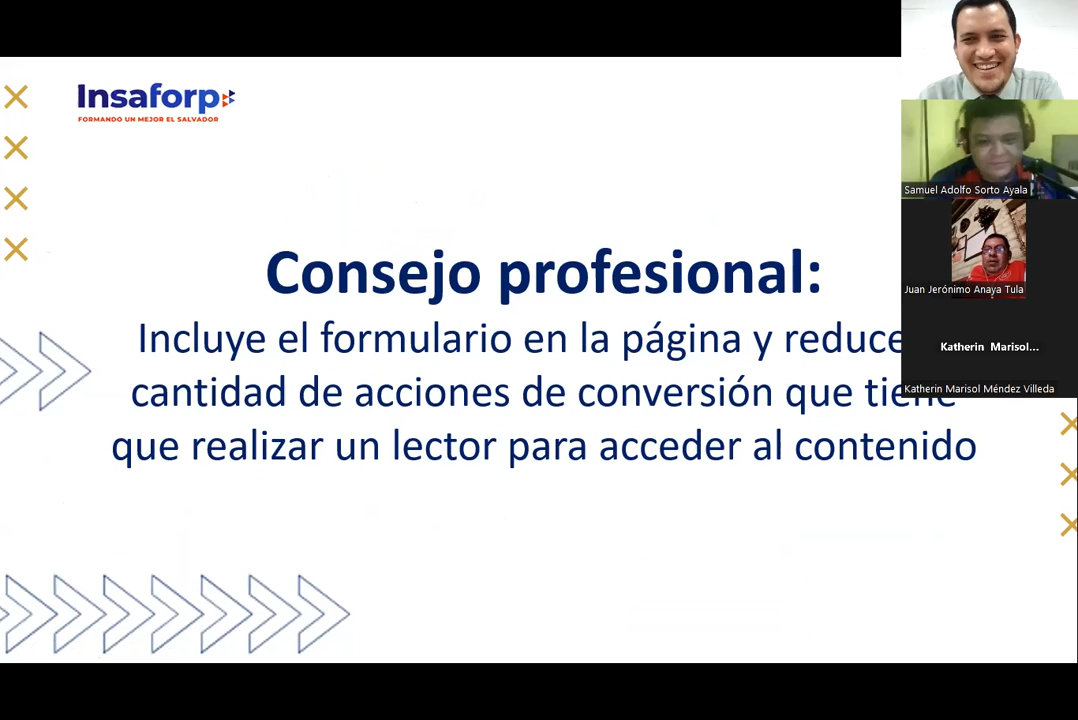 Insaforp
FORMANDO UN MEJOR EL SALVADOR
Consejo profesional:
Incluye el formulario en la página y reduce
cantidad de acciones de conversión que tiene
que realizar un lector para acceder al contenido
Samuel Adolfo Sorto Ayala
Juan Jerónimo Anaya Tula
Katherin Marisol...
Katherin Marisol Méndez Villeda